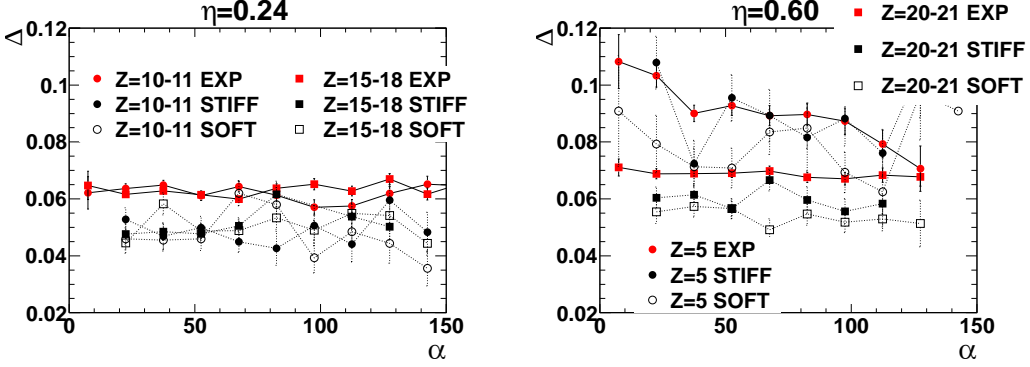 η=0.24
Δ
0.12
0.1
0.08
0.06
0.04
0.02
Z=10-11 EXP
Z=10-11 STIFF
Z=10-11 SOFT
Z=15-18 EXP
Z=15-18 STIFF
Z=15-18 SOFT
0 50 100 150
α
η=0.60
Δ
0.12
0.1
0.08
0.06
0.04
0.02
Z=20-21 EXP
Z=20-21 STIFF
Z=20-21 SOFT
Z=5 EXP
Z=5 STIFF
Z=5 SOFT
0 50 100 150
α